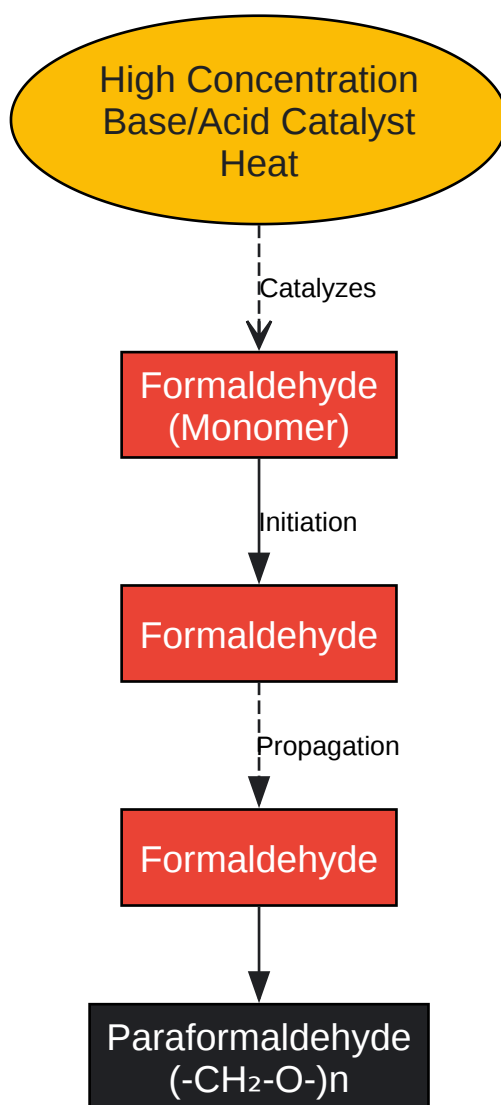 High Concentration
Base/Acid Catalyst
Heat
Catalyzes
Formaldehyde
(Monomer)
Initiation
Formaldehyde
Propagation
Formaldehyde
Paraformaldehyde
(-CH₂-O-)n